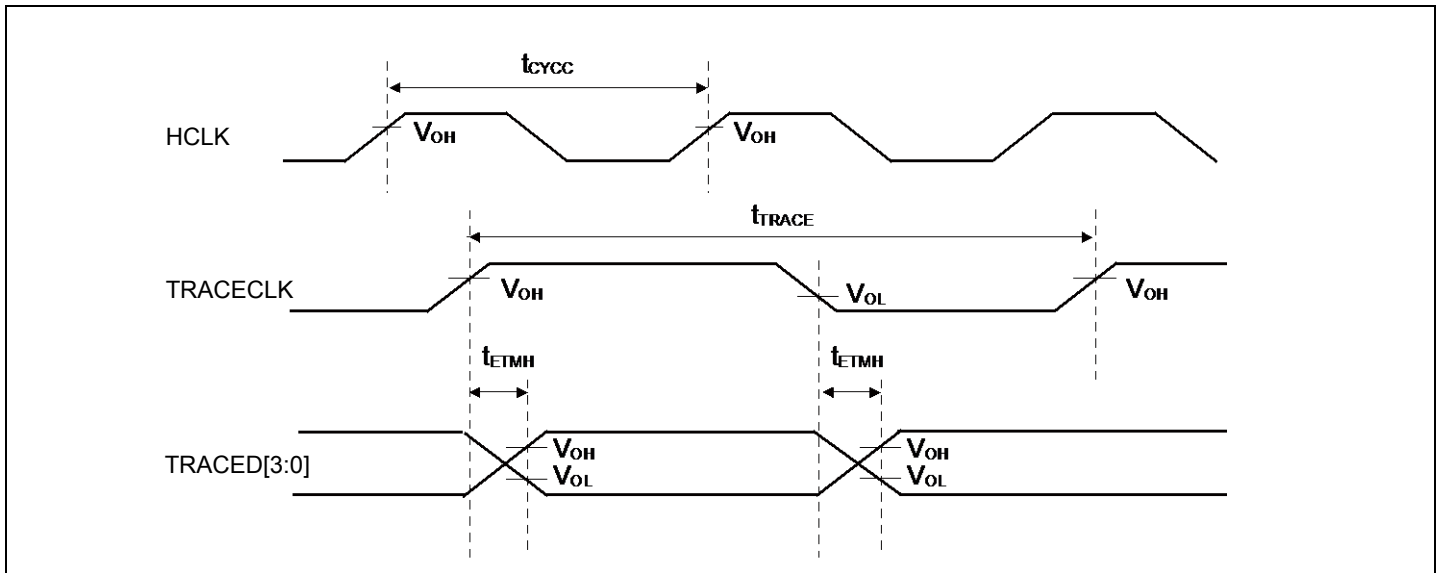 tCYCC
HCLK
VOH
VOH
tTRACE
TRACECLK
VOH
VOL
VOH
tETMH
tETMH
TRACED[3:0]
VOH
VOH
VOL
VOL